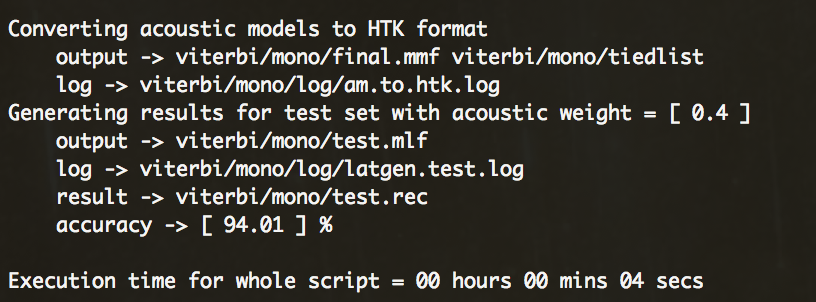 Converting acoustic models to HTK format
    output -> viterbi/mono/final.mmf viterbi/mono/tiedlist
    log -> viterbi/mono/log/am.to.htk.log
Generating results for test set with acoustic weight = [ 0.4 ]
    output -> viterbi/mono/test.mlf
    log -> viterbi/mono/log/latgen.test.log
    result -> viterbi/mono/test.rec
    accuracy -> [ 94.01 ] %
Execution time for whole script = 00 hours 00 mins 04 secs